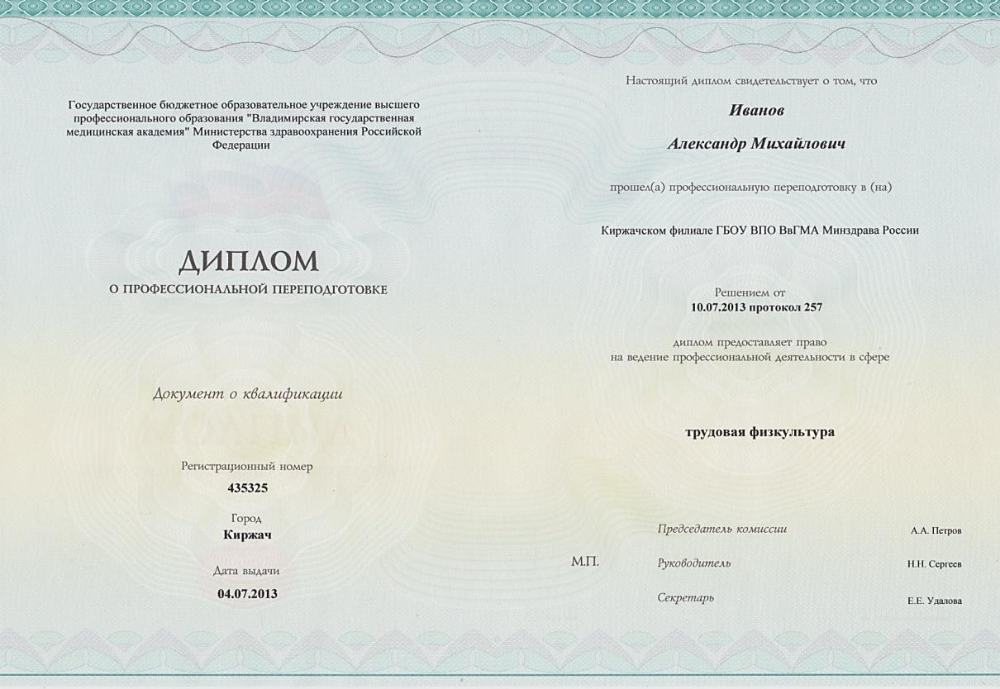 Государственное бюджетное образовательное учреждение высшего
профессионального образования "Владимирская государственная
медицинская академия" Министерства здравоохранения Российской
Федерации
ДИПЛОМ
О ПРОФЕССИОНАЛЬНОЙ ПЕРЕПОДГОТОВКЕ
Документ о квалификации
Регистрационный номер
435325
Город
Киржач
Дата выдачи
04.07.2013
Настоящий диплом свидетельствует о том, что
Иванов
Александр Михайлович
прошел(а) профессиональную переподготовку в (на)
Киржачском филиале ГБОУ ВПО ВвГМА Минздрава России
Решением от
10.07.2013 протокол 257
диплом предоставляет право
на ведение профессиональной деятельности в сфере
трудовая физкультура
Председатель комиссии А.А. Петров
М.П. Руководитель Н.Н. Сергеев
Секретарь Е.Е. Удалова